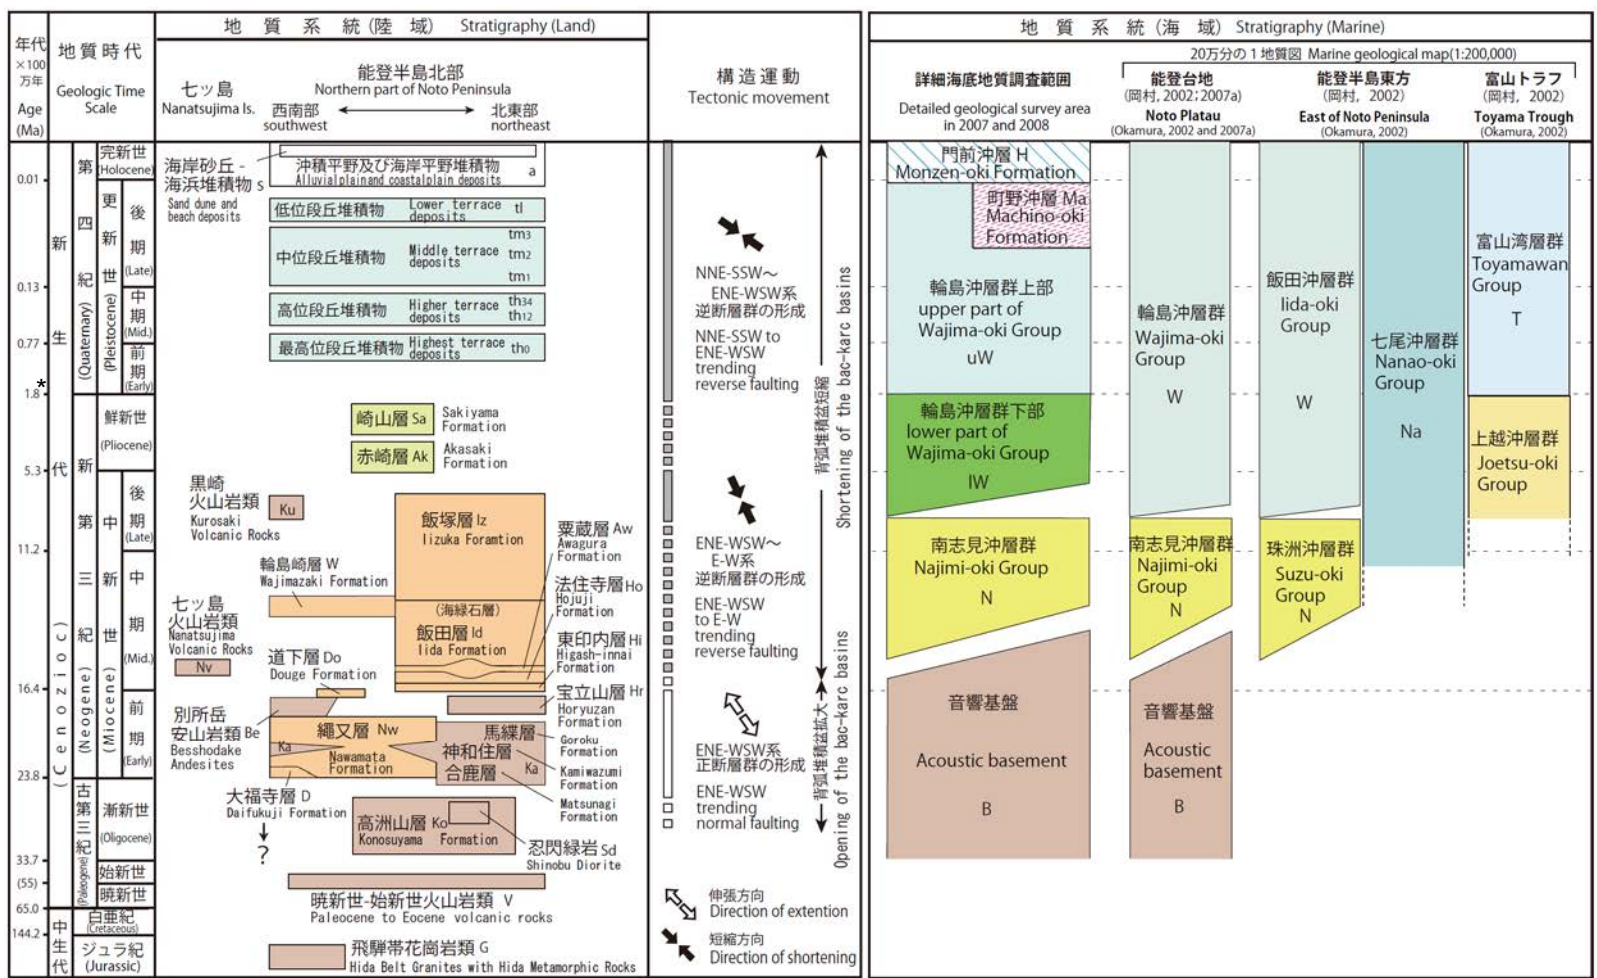 地 質 系 統 (陸 域) Stratigraphy (Land)
年代
×100
万年
Age
(Ma)
地 質 時 代
Geologic Time
Scale
七ッ島
Nanatsujima Is.
能登半島北部
Northern part of Noto Peninsula
西南部
southwest
北東部
northeast
構 造 運 動
Tectonic movement
0.01
0.13
0.77
*
1.8
5.3
11.2
16.4
23.8
33.7
(55)
65.0
144.2
新 生 代 (Cenozoic)
中 生 代
第 四 紀 (Quaternary)
新 第 三 紀 (Neogene)
古 第 三 紀 (Paleogene)
完新世
(Holocene)
更 新 世 (Pleistocene)
後 期 (Late)
中 期 (Mid.)
前 期 (Early)
鮮新世
(Pliocene)
中 新 世 (Miocene)
後 期 (Late)
中 期 (Mid.)
前 期 (Early)
漸新世
(Oligocene)
始新世
暁新世
白亜紀
(Cretaceous)
ジュラ紀
(Jurassic)
海岸砂丘 -
海浜堆積物 s
Sand dune and
beach deposits
沖積平野及び海岸平野堆積物
Alluvial plain and coastal plain deposits a
低位段丘堆積物 Lower terrace deposits tl
中位段丘堆積物 Middle terrace deposits
tm3
tm2
tm1
高位段丘堆積物 Higher terrace deposits
th34
th12
最高位段丘堆積物 Highest terrace deposits th0
崎山層 Sa
Sakiyama
Formation
赤崎層 Ak
Akasaki
Formation
黒崎
火山岩類
Kurosaki
Volcanic Rocks
Ku
飯塚層 Iz
Iizuka Foramtion
粟蔵層 Aw
Awagura
Formation
輪島崎層 W
Wajimazaki Formation
法住寺層 Ho
Hojuji
Formation
(海緑石層)
飯田層 Id
Iida Formation
七ッ島
火山岩類
Nanatsujima
Volcanic Rocks
Nv
東印内層 Hi
Higash-innai
Formation
道下層 Do
Douge Formation
宝立山層 Hr
Horyuzan
Formation
別所岳
安山岩類 Be
Besshodake
Andesites
縄又層 Nw
Nawamata
Formation
Ka
馬緤層
Goroku
Formation
神和住層
Kamiwazumi
Formation
合鹿層
Ka
Matsunagi
Formation
大福寺層 D
Daifukuji Formation
?
高洲山層 Ko
Konosuyama Formation
忍閃緑岩 Sd
Shinobu Diorite
暁新世-始新世火山岩類 V
Paleocene to Eocene volcanic rocks
飛騨帯花崗岩類 G
Hida Belt Granites with Hida Metamorphic Rocks
NNE-SSW～
ENE-WSW系
逆断層群の形成
NNE-SSW to
ENE-WSW
trending
reverse faulting
ENE-WSW～
E-W系
逆断層群の形成
ENE-WSW
to E-W
trending
reverse faulting
ENE-WSW系
正断層群の形成
ENE-WSW
trending
normal faulting
背弧堆積盆短縮
Shortening of the bac-karc basins
背弧堆積盆拡大
Opening of the bac-karc basins
伸張方向
Direction of extention
短縮方向
Direction of shortening
地 質 系 統 (海 域) Stratigraphy (Marine)
20万分の1地質図 Marine geological map(1:200,000)
詳細海底地質調査範囲
Detailed geological survey area
in 2007 and 2008
能登台地
(岡村, 2002;2007a)
Noto Platau
(Okamura, 2002 and 2007a)
能登半島東方
(岡村, 2002)
East of Noto Peninsula
(Okamura, 2002)
富山トラフ
(岡村, 2002)
Toyama Trough
(Okamura, 2002)
門前沖層 H
Monzen-oki Formation
町野沖層 Ma
Machino-oki
Formation
輪島沖層群上部
upper part of
Wajima-oki Group
uW
輪島沖層群下部
lower part of
Wajima-oki Group
lW
南志見沖層群
Najimi-oki Group
N
音響基盤
Acoustic basement
B
輪島沖層群
Wajima-oki
Group
W
南志見沖層群
Najimi-oki
Group
N
音響基盤
Acoustic
basement
B
飯田沖層群
Iida-oki
Group
W
珠洲沖層群
Suzu-oki
Group
N
七尾沖層群
Nanao-oki
Group
Na
富山湾層群
Toyamawan
Group
T
上越沖層群
Joetsu-oki
Group